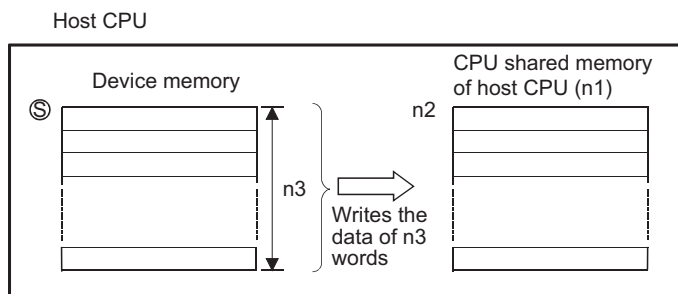 Host CPU
Device memory
CPU shared memory
of host CPU (n1)
Ⓢ
n2
n3
Writes the
data of n3
words